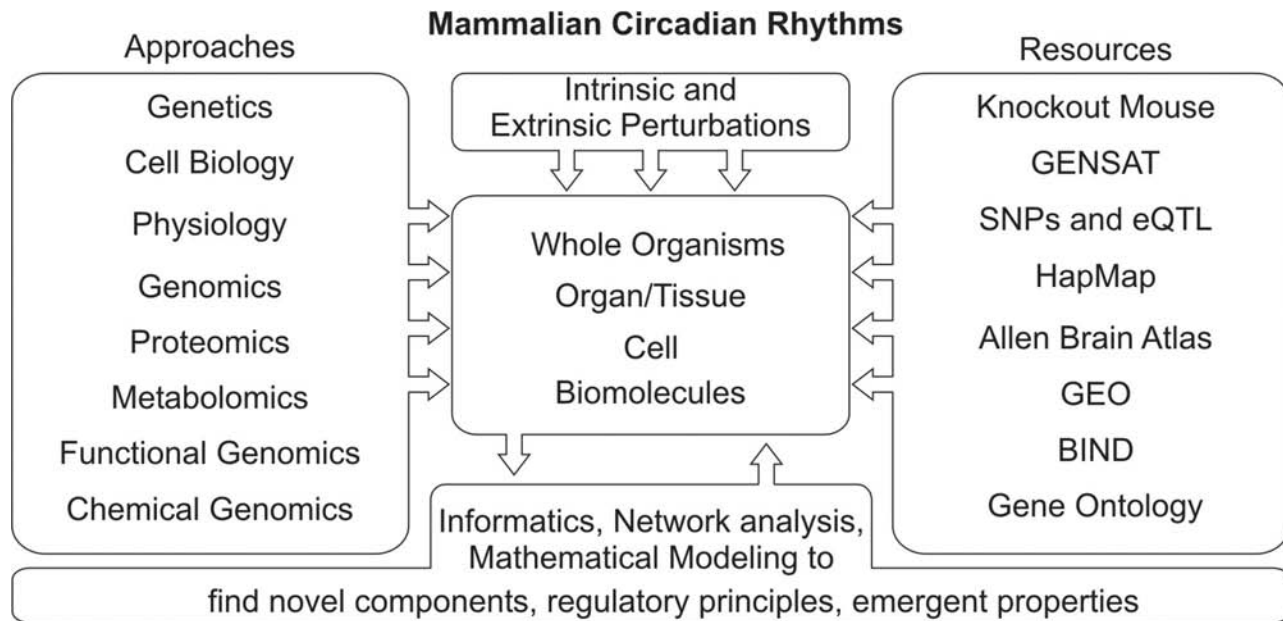 Mammalian Circadian Rhythms
Approaches
Genetics
Cell Biology
Physiology
Genomics
Proteomics
Metabolomics
Functional Genomics
Chemical Genomics
Intrinsic and
Extrinsic Perturbations
Whole Organisms
Organ/Tissue
Cell
Biomolecules
Resources
Knockout Mouse
GENSAT
SNPs and eQTL
HapMap
Allen Brain Atlas
GEO
BIND
Gene Ontology
Informatics, Network analysis,
Mathematical Modeling to
find novel components, regulatory principles, emergent properties